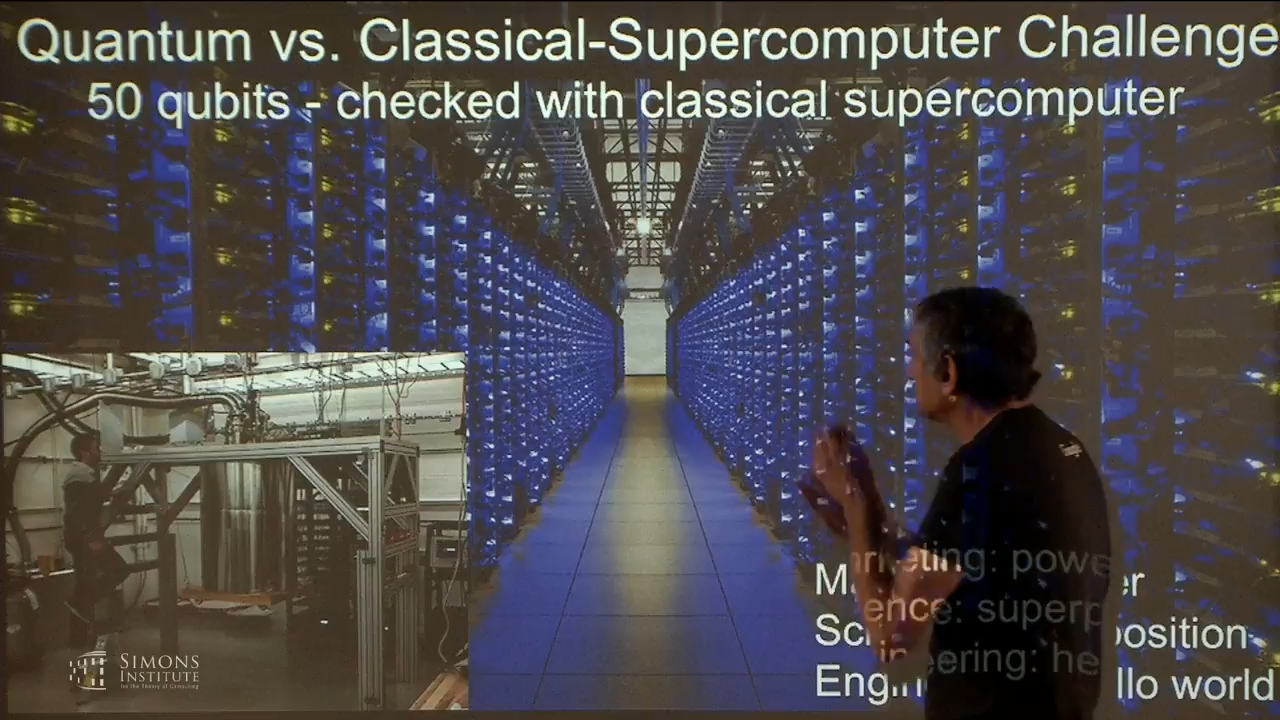 Quantum vs. Classical-Supercomputer Challenge
50 qubits - checked with classical supercomputer
Marketing: power
Science: superposition
Engineering: hello world
SIMONS
INSTITUTE
for the Theory of Computing